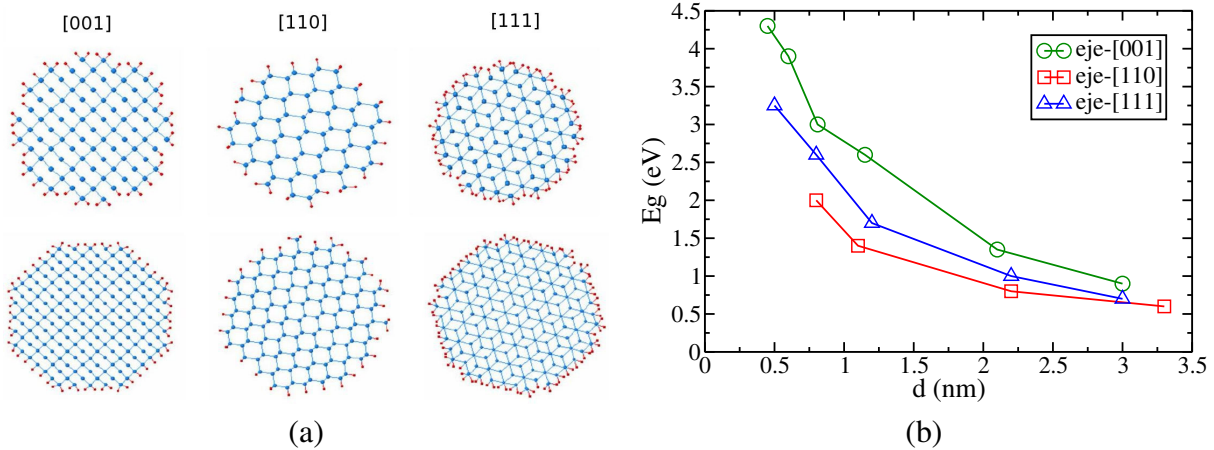 [001] [110] [111]
(a)
4.5
4
3.5
3
2.5
2
1.5
1
0.5
0
Eg (eV)
eje-[001]
eje-[110]
eje-[111]
0 0.5 1 1.5 2 2.5 3 3.5
d (nm)
(b)